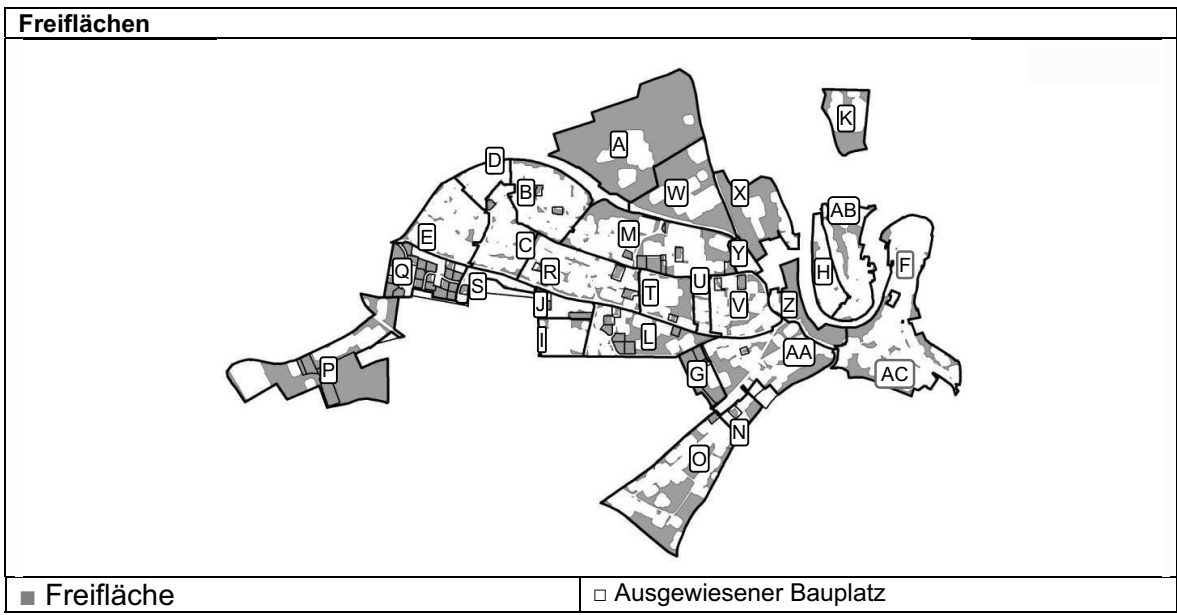 Freiflächen
K
A
D
B
W
X
AB
M
E
C
Y
F
H
Q
R
S
U
T
V
Z
J
I
L
AA
P
G
AC
N
O
■ Freifläche
□ Ausgewiesener Bauplatz